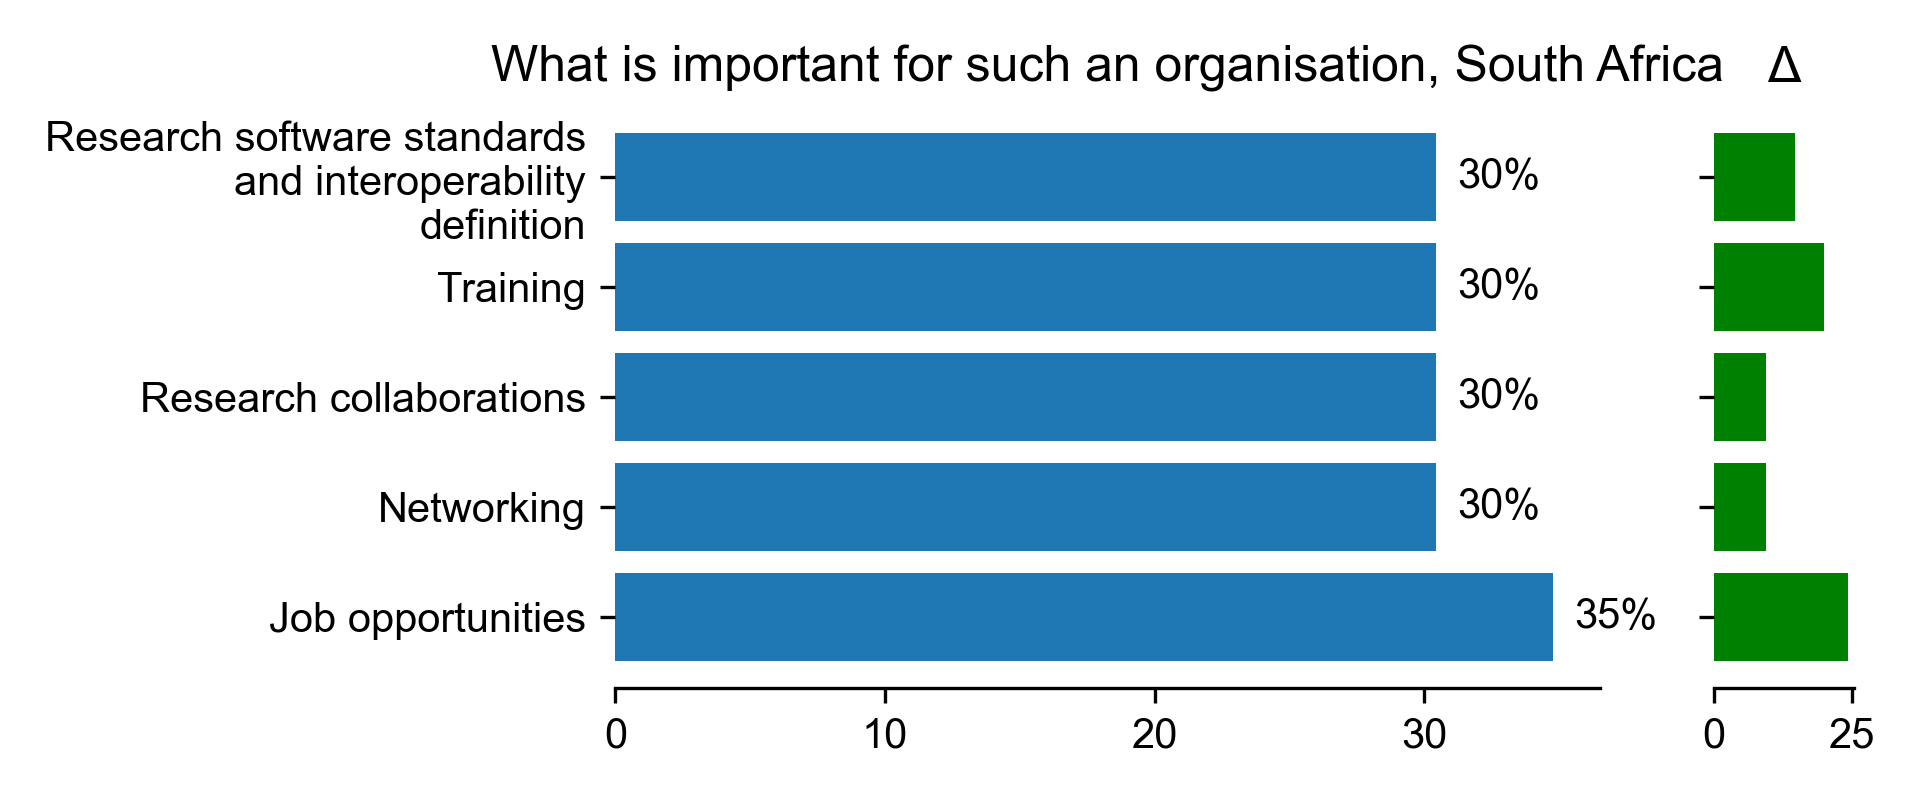 What is important for such an organisation, South Africa Δ
Research software standards
and interoperability
definition
30%
Training
30%
Research collaborations
30%
Networking
30%
Job opportunities
35%
0 10 20 30
0 25